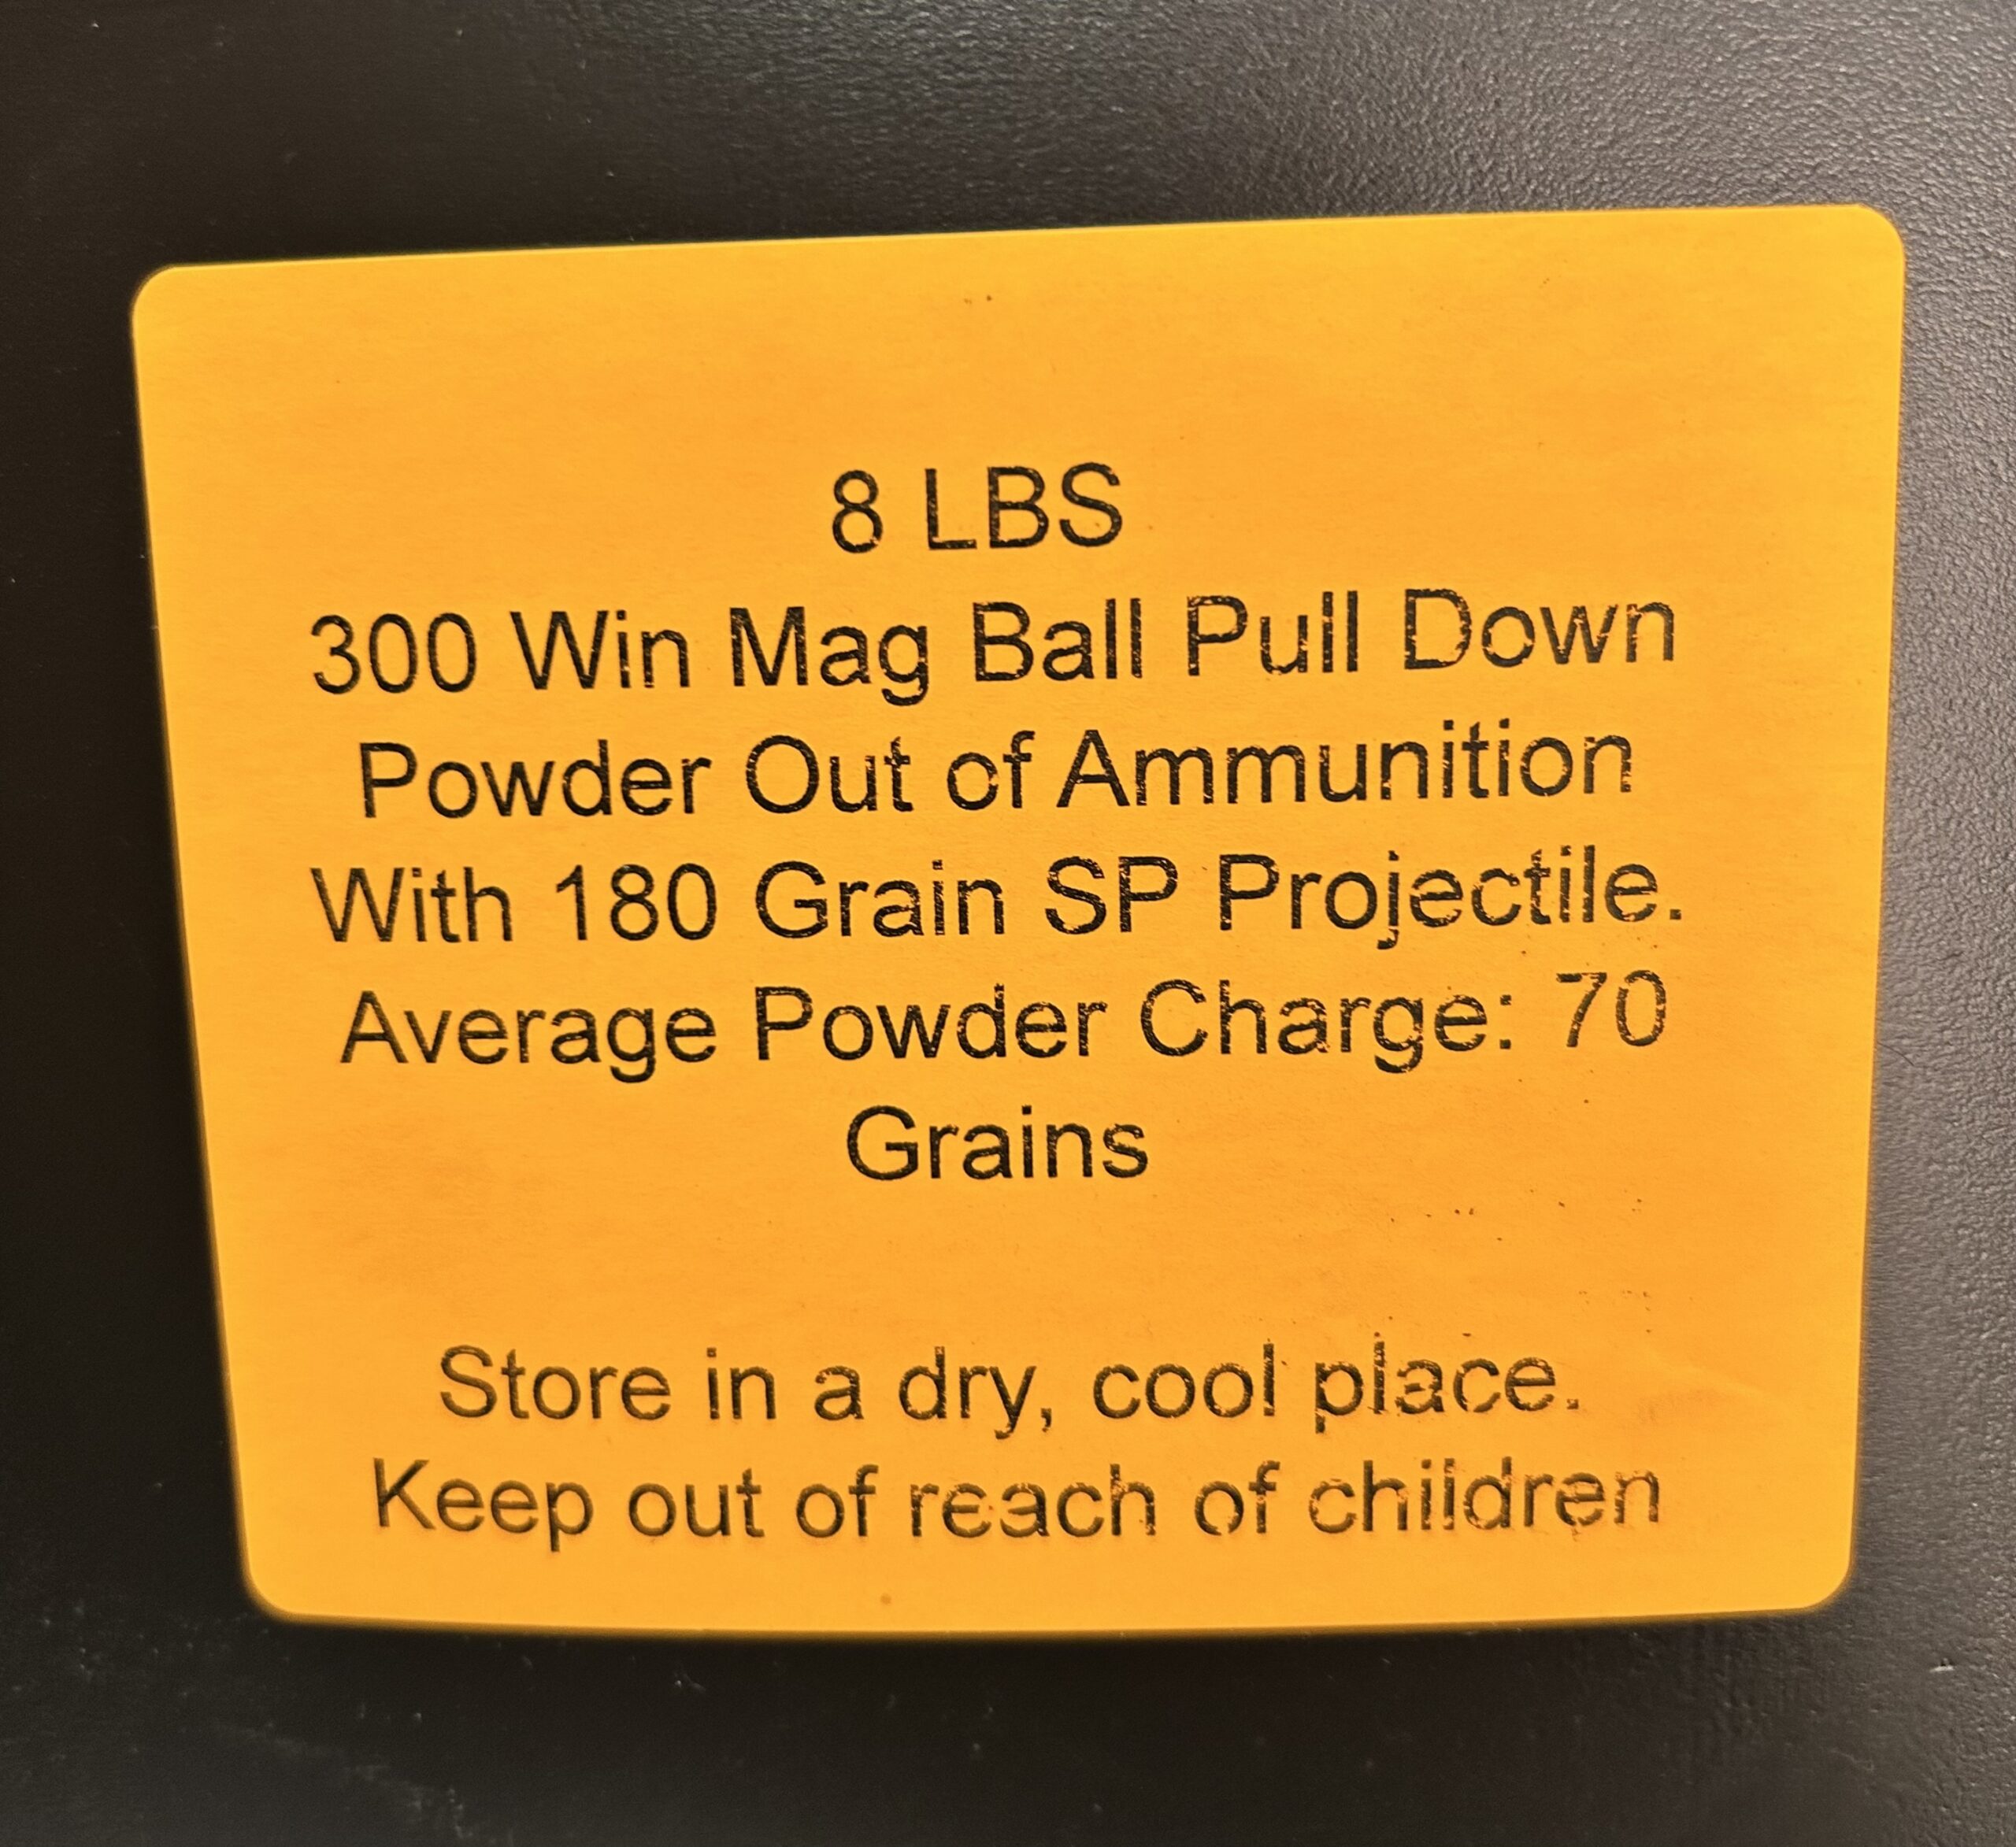 8 LBS
300 Win Mag Ball Pull Down
Powder Out of Ammunition
With 180 Grain SP Projectile.
Average Powder Charge: 70
Grains
Store in a dry, cool place.
Keep out of reach of children